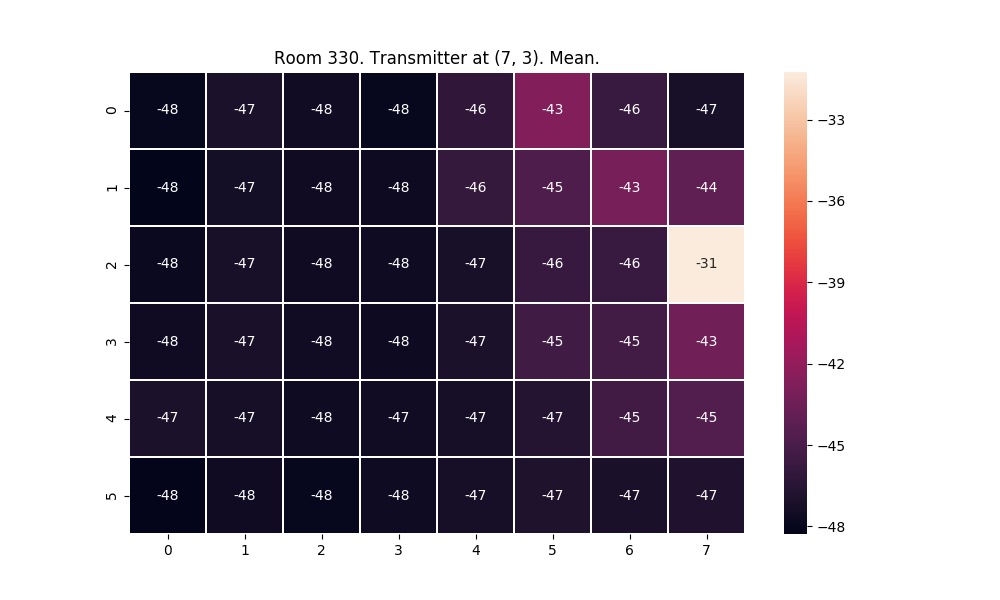 Room 330. Transmitter at (7, 3). Mean.
0 -48 -47 -48 -48 -46 -43 -46 -47
1 -48 -47 -48 -48 -46 -45 -43 -44
2 -48 -47 -48 -48 -47 -46 -46 -31
3 -48 -47 -48 -48 -47 -45 -45 -43
4 -47 -47 -48 -47 -47 -47 -45 -45
5 -48 -48 -48 -48 -47 -47 -47 -47
0 1 2 3 4 5 6 7
−33
−36
−39
−42
−45
−48